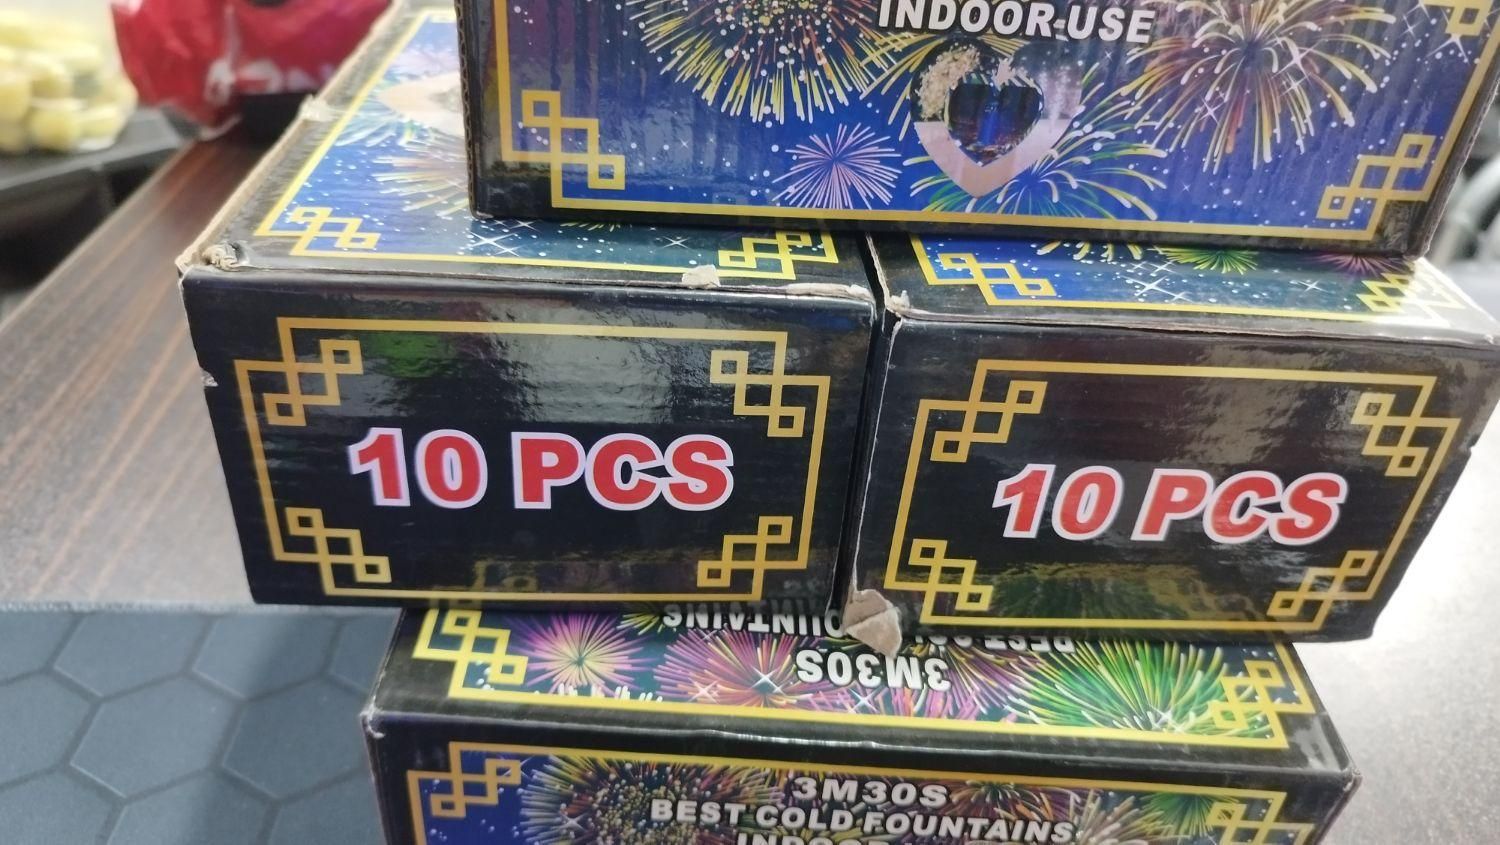 INDOOR USE
10 PCS
10 PCS
3M30S
3M30S
BEST COLD FOUNTAINS